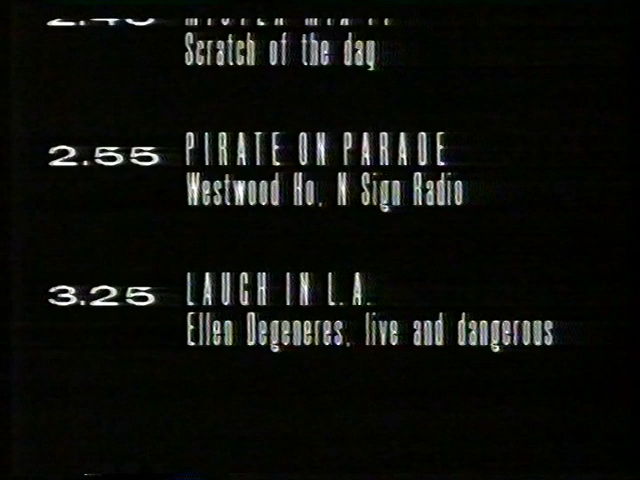 Scratch of the day
2.55 PIRATE ON PARADE
Westwood Ho, N Sign Radio
3.25 LAUGH IN L.A.
Ellen Degeneres, live and dangerous